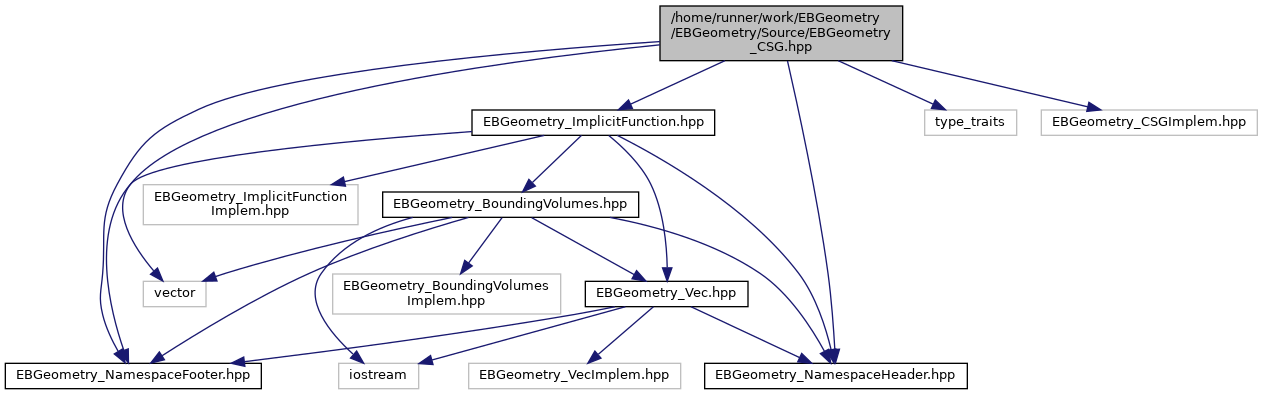 /home/runner/work/EBGeometry
/EBGeometry/Source/EBGeometry
_CSG.hpp
EBGeometry_ImplicitFunction.hpp
type_traits
EBGeometry_CSGImplem.hpp
EBGeometry_ImplicitFunction
Implem.hpp
EBGeometry_BoundingVolumes.hpp
vector
EBGeometry_BoundingVolumes
Implem.hpp
EBGeometry_Vec.hpp
EBGeometry_NamespaceFooter.hpp
iostream
EBGeometry_VecImplem.hpp
EBGeometry_NamespaceHeader.hpp